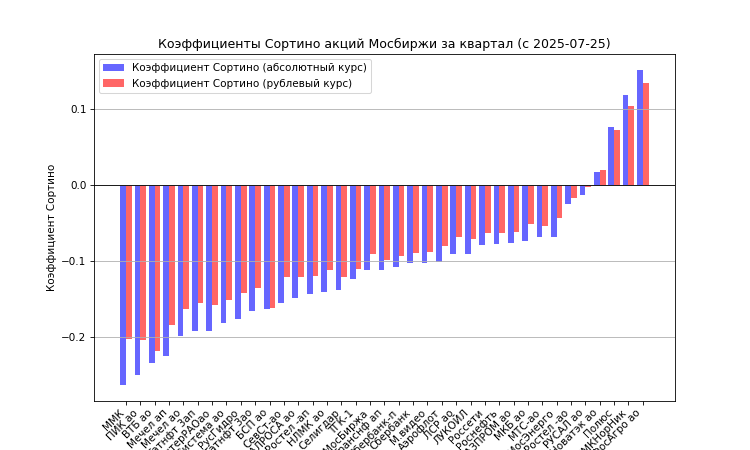 Коэффициенты Сортино акций Мосбиржи за квартал (с 2025-07-25)
Коэффициент Сортино (абсолютный курс)
Коэффициент Сортино (рублевый курс)
Коэффициент Сортино
0.1
0.0
−0.1
−0.2
ММК
ПИК ао
ВТБ ао
Мечел ап
Мечел ао
БСП ао
РусГидро
СевСт-ао
Ростел -ап
НЛМК ао
Селигдар
ТГК-1
МосБиржа
Сбербанк
М.видео
Аэрофлот
ЛСР ао
ЛУКОЙЛ
Россети
Роснефть
МКБ ао
МТС-ао
Ростел -ао
РУСАЛ ао
Новатэк ао
Полюс